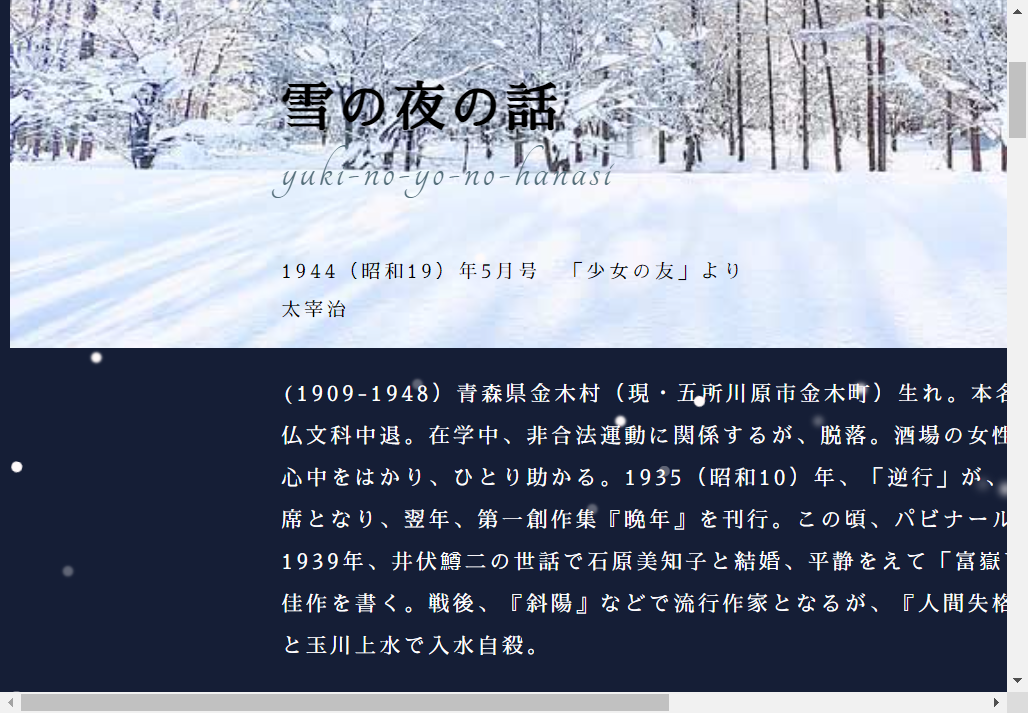 雪の夜の話
yuki-no-yo-no-hanasi
1944（昭和19）年5月号　「少女の友」より
太宰治
(1909-1948）青森県金木村（現・五所川原市金木町）生れ。本名
仏文科中退。在学中、非合法運動に関係するが、脱落。酒場の女性
心中をはかり、ひとり助かる。1935（昭和10）年、「逆行」が、
席となり、翌年、第一創作集『晩年』を刊行。この頃、パビナール
1939年、井伏鱒二の世話で石原美知子と結婚、平静をえて「富嶽
佳作を書く。戦後、『斜陽』などで流行作家となるが、『人間失格
と玉川上水で入水自殺。